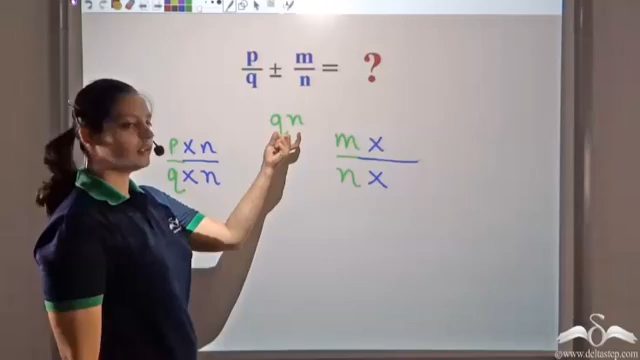 p/q ± m/n = ?
qn
p x n / q x n
m x / n x
©www.deltastep.com